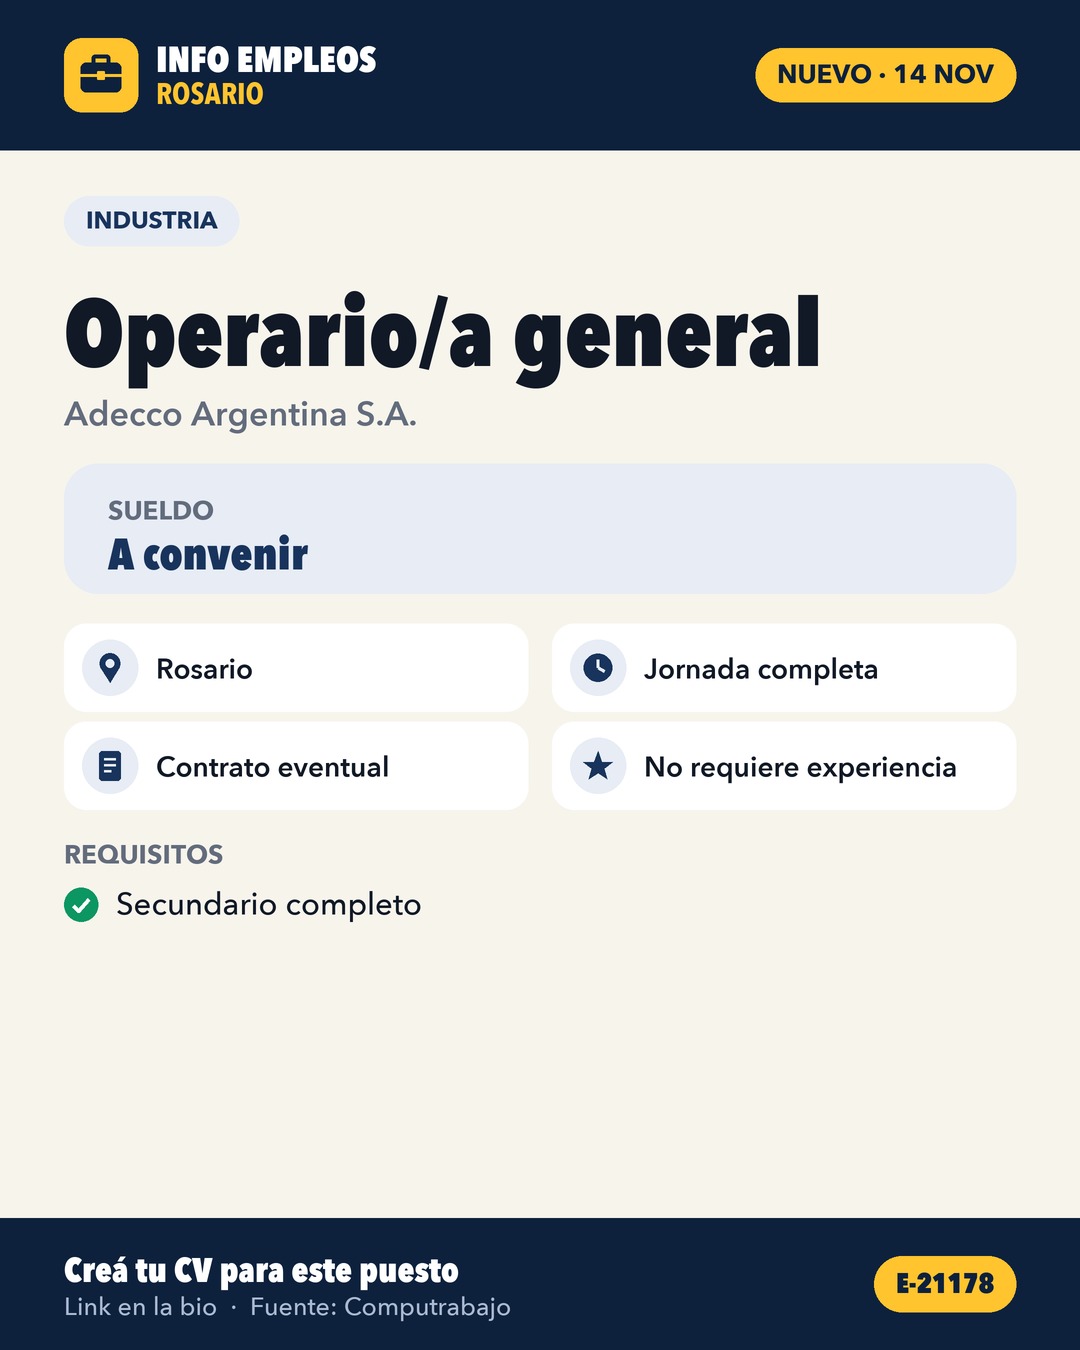 INFO EMPLEOS
ROSARIO
NUEVO · 14 NOV
INDUSTRIA
Operario/a general
Adecco Argentina S.A.
SUELDO
A convenir
Rosario
Jornada completa
Contrato eventual
No requiere experiencia
REQUISITOS
Secundario completo
Creá tu CV para este puesto
Link en la bio · Fuente: Computrabajo
E-21178